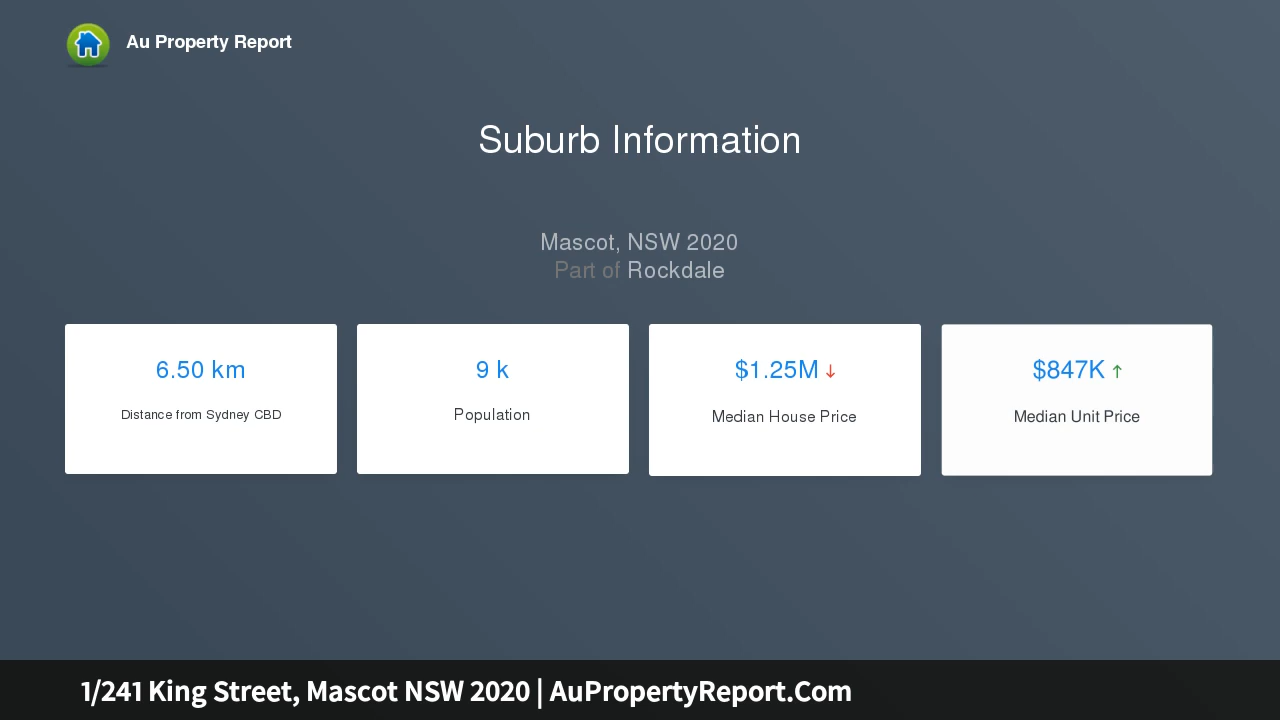 Au Property Report
Suburb Information
Mascot, NSW 2020
Part of Rockdale
6.50 km
Distance from Sydney CBD
9 k
Population
$1.25M ↓
Median House Price
$847K ↑
Median Unit Price
1/241 King Street, Mascot NSW 2020 | AuPropertyReport.Com